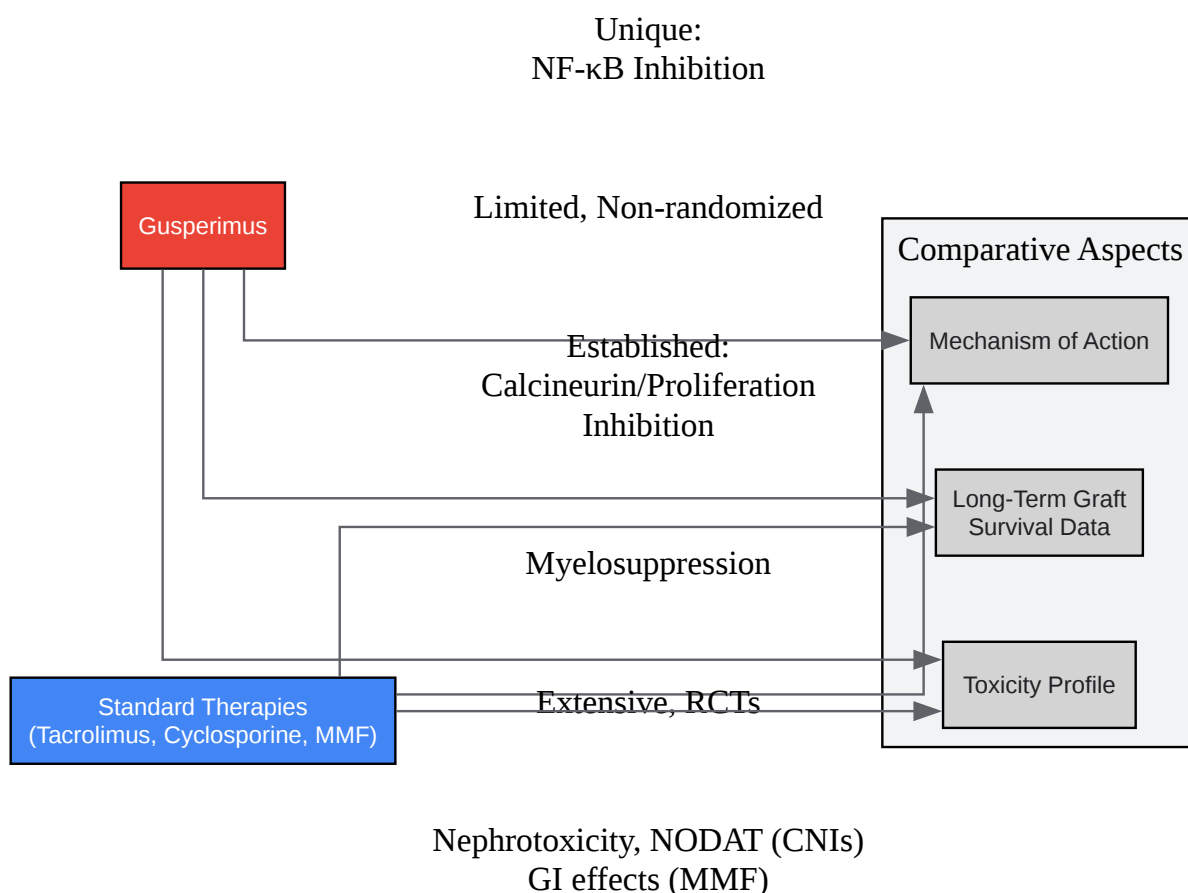 Unique:
NF-κB Inhibition
Gusperimus
Limited, Non-randomized
Comparative Aspects
Mechanism of Action
Established:
Calcineurin/Proliferation
Inhibition
Long-Term Graft
Survival Data
Myelosuppression
Toxicity Profile
Standard Therapies
(Tacrolimus, Cyclosporine, MMF)
Extensive, RCTs
Nephrotoxicity, NODAT (CNIs)
GI effects (MMF)